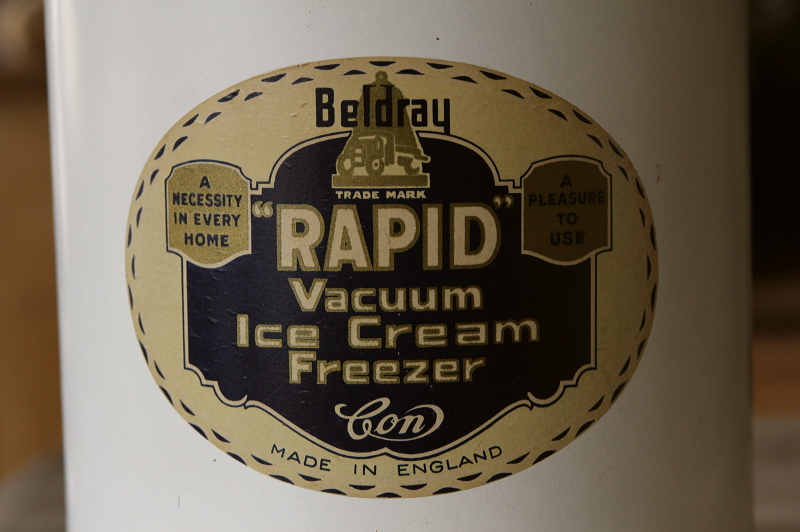 Beldray
TRADE MARK
A
NECESSITY
IN EVERY
HOME
A
PLEASURE
TO
USE
"RAPID"
Vacuum
Ice Cream
Freezer
Con
MADE IN ENGLAND